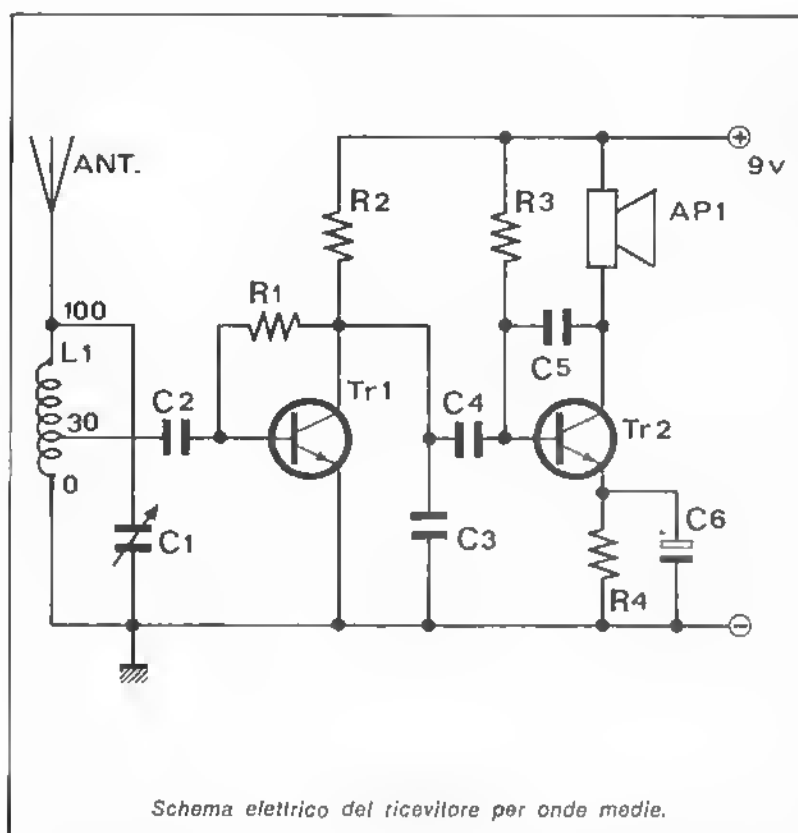 ANT.
100
L1
30
0
C1
C2
R1
R2
Tr1
C3
C4
R3
C5
Tr2
R4
C6
AP1
+
9v
−
Schema elettrico del ricevitore per onde medie.